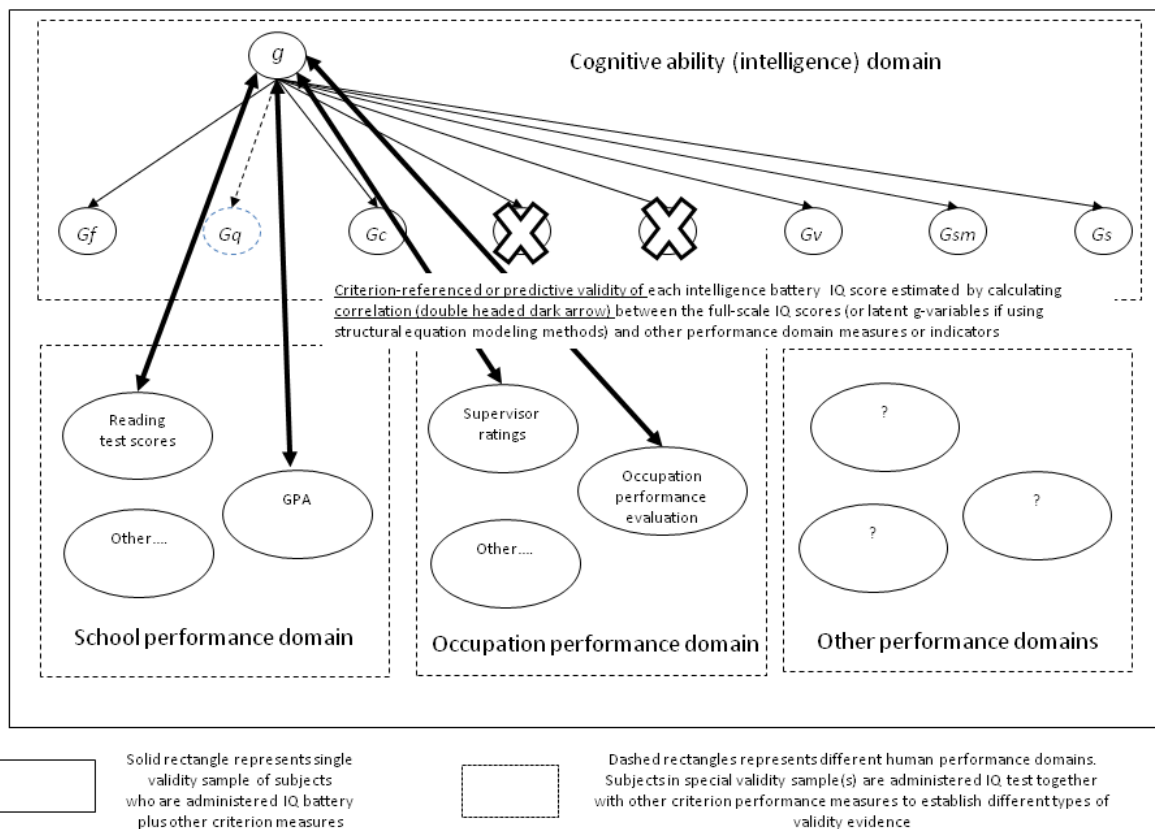 g
Cognitive ability (intelligence) domain
Gf
Gq
Gc
Gv
Gsm
Gs
Criterion-referenced or predictive validity of each intelligence battery IQ score estimated by calculating
correlation (double headed dark arrow) between the full-scale IQ scores (or latent g-variables if using
structural equation modeling methods) and other performance domain measures or indicators
Reading
test scores
GPA
Other....
School performance domain
Supervisor
ratings
Occupation
performance
evaluation
Other....
Occupation performance domain
?
?
?
Other performance domains
Solid rectangle represents single
validity sample of subjects
who are administered IQ battery
plus other criterion measures
Dashed rectangles represents different human performance domains.
Subjects in special validity sample(s) are administered IQ test together
with other criterion performance measures to establish different types of
validity evidence